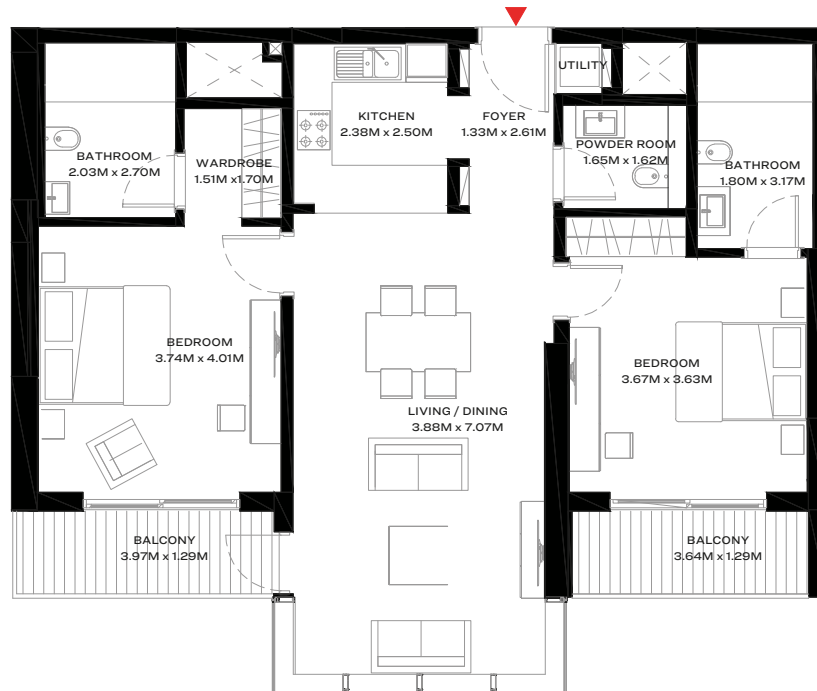 UTILITY
KITCHEN
2.38M x 2.50M
FOYER
1.33M x 2.61M
POWDER ROOM
1.65M x 1.62M
BATHROOM
2.03M x 2.70M
WARDROBE
1.51M x1.70M
BATHROOM
1.80M x 3.17M
BEDROOM
3.74M x 4.01M
BEDROOM
3.67M x 3.63M
LIVING / DINING
3.88M x 7.07M
BALCONY
3.97M x 1.29M
BALCONY
3.64M x 1.29M